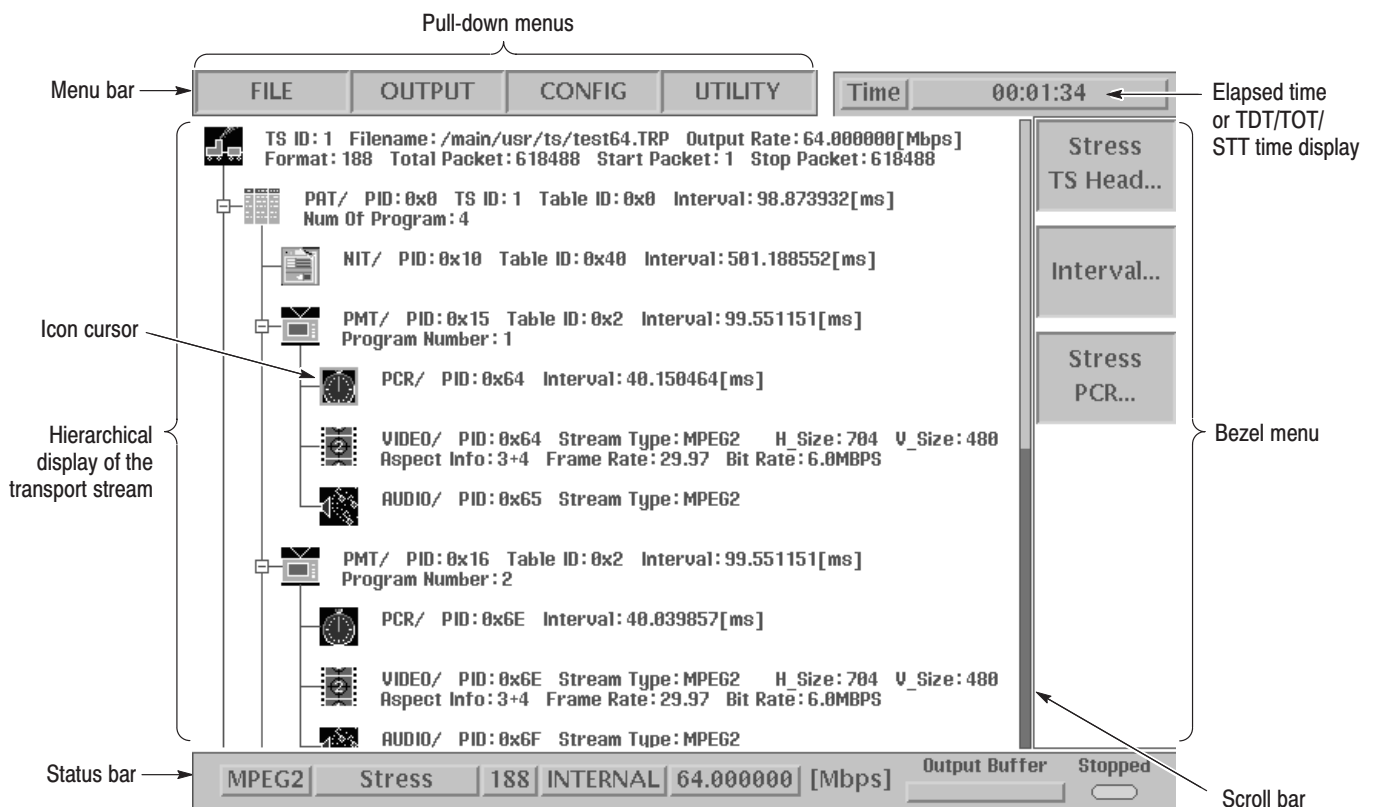 Pull-down menus
Menu bar
FILE OUTPUT CONFIG UTILITY Time 00:01:34
Elapsed time
or TDT/TOT/
STT time display
TS ID:1 Filename:/main/usr/ts/test64.TRP Output Rate:64.000000[Mbps]
Format:188 Total Packet:618488 Start Packet:1 Stop Packet:618488
PAT/ PID:0x0 TS ID:1 Table ID:0x0 Interval:98.873932[ms]
Num Of Program:4
NIT/ PID:0x10 Table ID:0x40 Interval:501.188552[ms]
PMT/ PID:0x15 Table ID:0x2 Interval:99.551151[ms]
Program Number:1
PCR/ PID:0x64 Interval:40.150464[ms]
VIDEO/ PID:0x64 Stream Type:MPEG2 H_Size:704 V_Size:480
Aspect Info:3+4 Frame Rate:29.97 Bit Rate:6.0MBPS
AUDIO/ PID:0x65 Stream Type:MPEG2
PMT/ PID:0x16 Table ID:0x2 Interval:99.551151[ms]
Program Number:2
PCR/ PID:0x6E Interval:40.039857[ms]
VIDEO/ PID:0x6E Stream Type:MPEG2 H_Size:704 V_Size:480
Aspect Info:3+4 Frame Rate:29.97 Bit Rate:6.0MBPS
AUDIO/ PID:0x6F Stream Type:MPEG2
Stress
TS Head...
Interval...
Stress
PCR...
Icon cursor
Hierarchical
display of the
transport stream
Bezel menu
Status bar
MPEG2 Stress 188 INTERNAL 64.000000 [Mbps] Output Buffer Stopped
Scroll bar